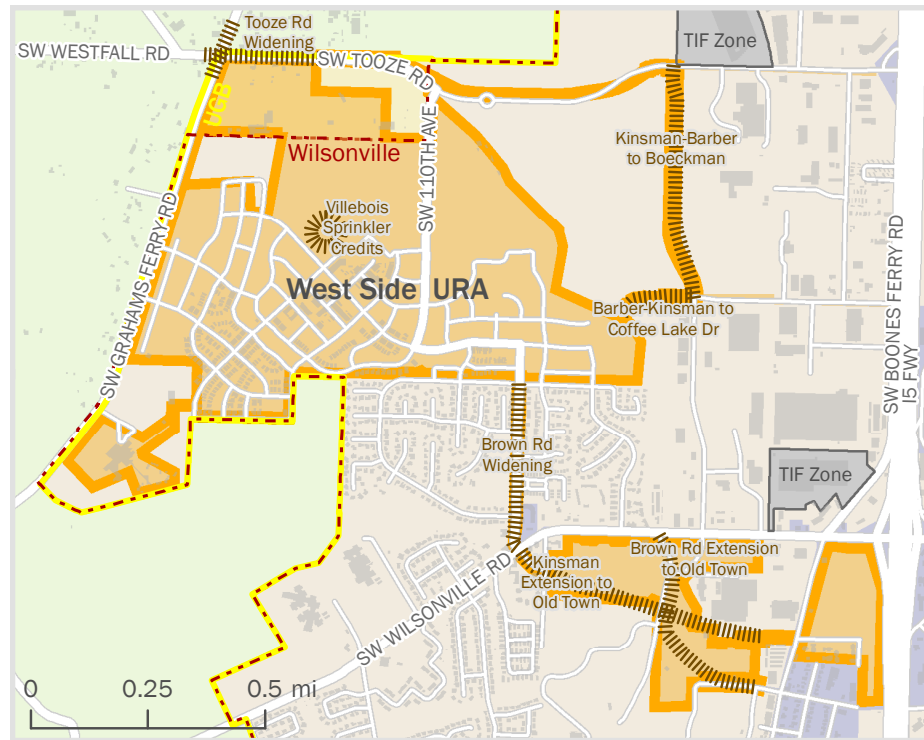 Tooze Rd
Widening
TIF Zone
SW WESTFALL RD
SW TOOZE RD
UGB
Kinsman-Barber
to Boeckman
Wilsonville
SW 110TH AVE
Villebois
Sprinkler
Credits
SW GRAHAMS FERRY RD
West Side URA
Barber-Kinsman to
Coffee Lake Dr
SW BOONES FERRY RD
I5 FWY
Brown Rd
Widening
TIF Zone
Brown Rd Extension
to Old Town
Kinsman
Extension to
Old Town
SW WILSONVILLE RD
0 0.25 0.5 mi